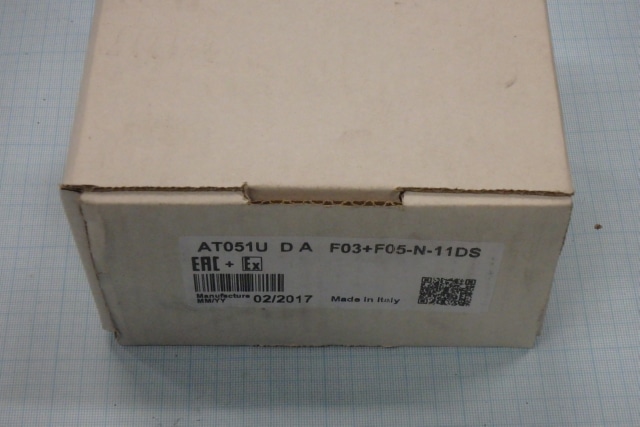 AT051U D A F03+F05-N-11DS
EAC + Ex
Manufacture
MM/YY 02/2017 Made in Italy